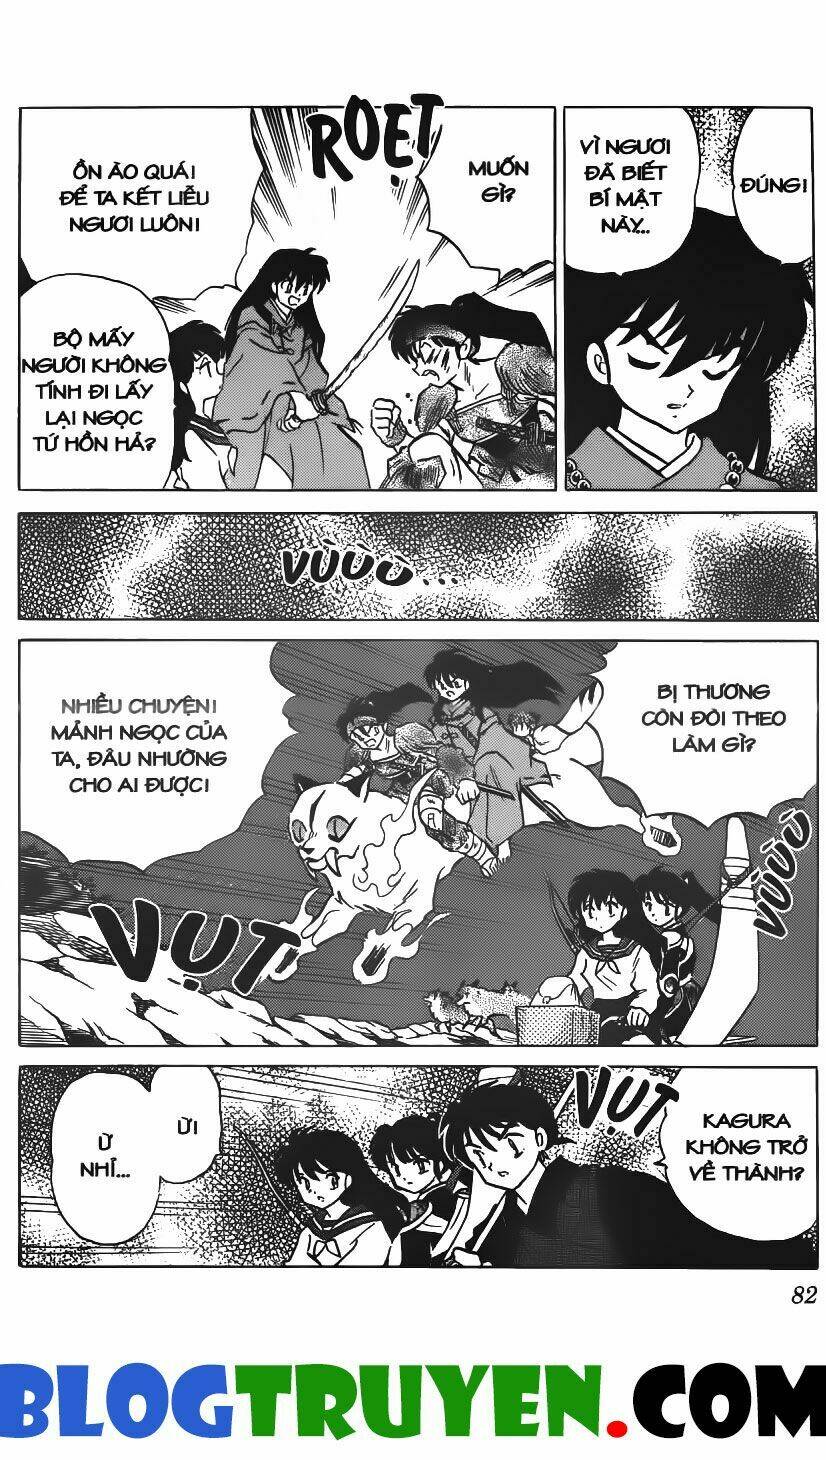 ĐÚNG!
VÌ NGƯƠI
ĐÃ BIẾT
BÍ MẬT
NÀY...
MUỐN
GÌ?
ROẸT
ỒN ÀO QUÁ!
ĐỂ TA KẾT LIỄU
NGƯƠI LUÔN!
BỘ MẤY
NGƯỜI KHÔNG
TÍNH ĐI LẤY
LẠI NGỌC
TỨ HỒN HẢ?
VÙÙÙ...
BỊ THƯƠNG
CÒN ĐÒI THEO
LÀM GÌ?
NHIỀU CHUYỆN!
MẢNH NGỌC CỦA
TA, ĐÂU NHƯỜNG
CHO AI ĐƯỢC!
VÙÙÙ
VỤT
VỤT
KAGURA
KHÔNG TRỞ
VỀ THÀNH?
Ừ!
Ừ
NHỈ...
82
BLOGTRUYEN.COM